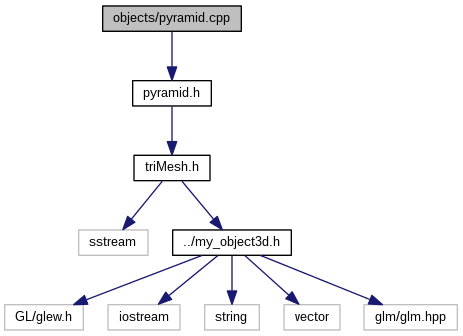 objects/pyramid.cpp
pyramid.h
triMesh.h
sstream
../my_object3d.h
GL/glew.h
iostream
string
vector
glm/glm.hpp